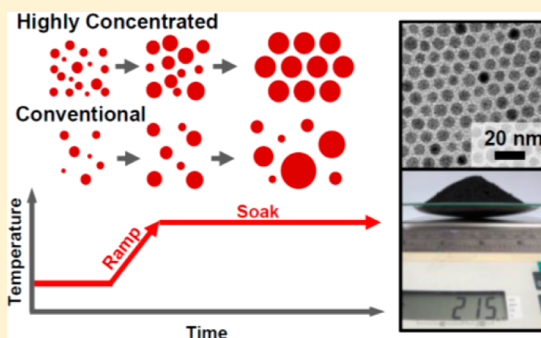 Highly Concentrated
Conventional
Temperature
Ramp
Soak
Time
20 nm
215